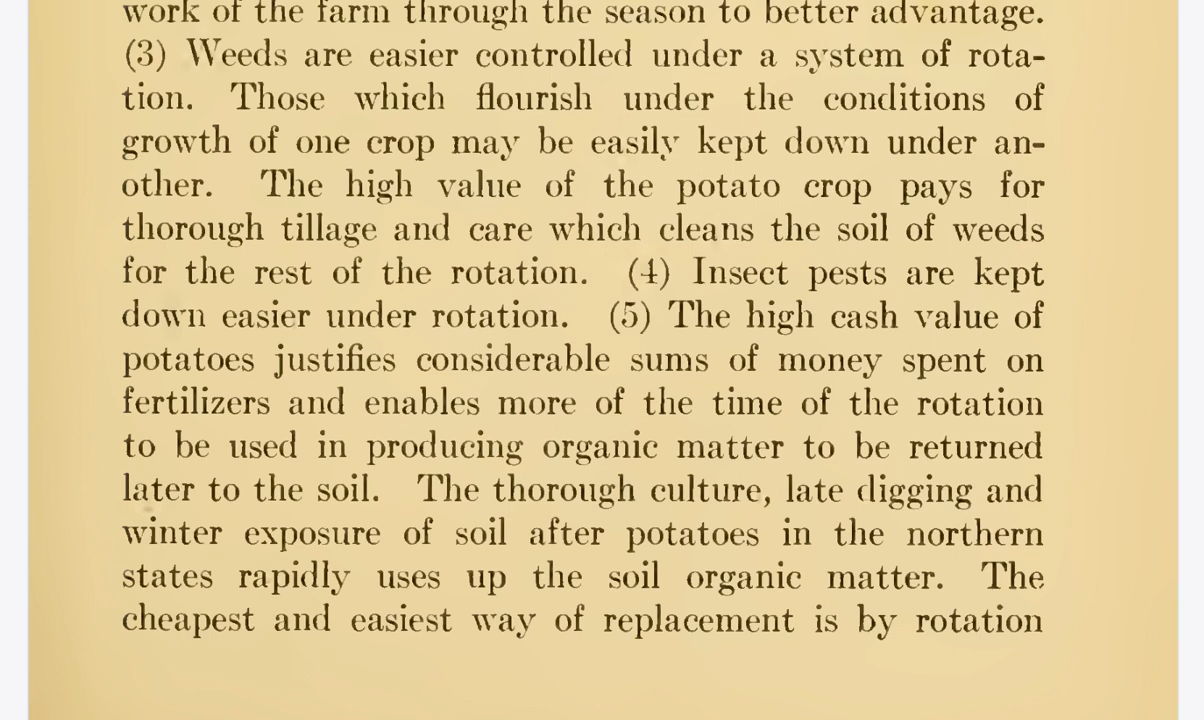 work of the farm through the season to better advantage.
(3) Weeds are easier controlled under a system of rota-
tion. Those which flourish under the conditions of
growth of one crop may be easily kept down under an-
other. The high value of the potato crop pays for
thorough tillage and care which cleans the soil of weeds
for the rest of the rotation. (4) Insect pests are kept
down easier under rotation. (5) The high cash value of
potatoes justifies considerable sums of money spent on
fertilizers and enables more of the time of the rotation
to be used in producing organic matter to be returned
later to the soil. The thorough culture, late digging and
winter exposure of soil after potatoes in the northern
states rapidly uses up the soil organic matter. The
cheapest and easiest way of replacement is by rotation